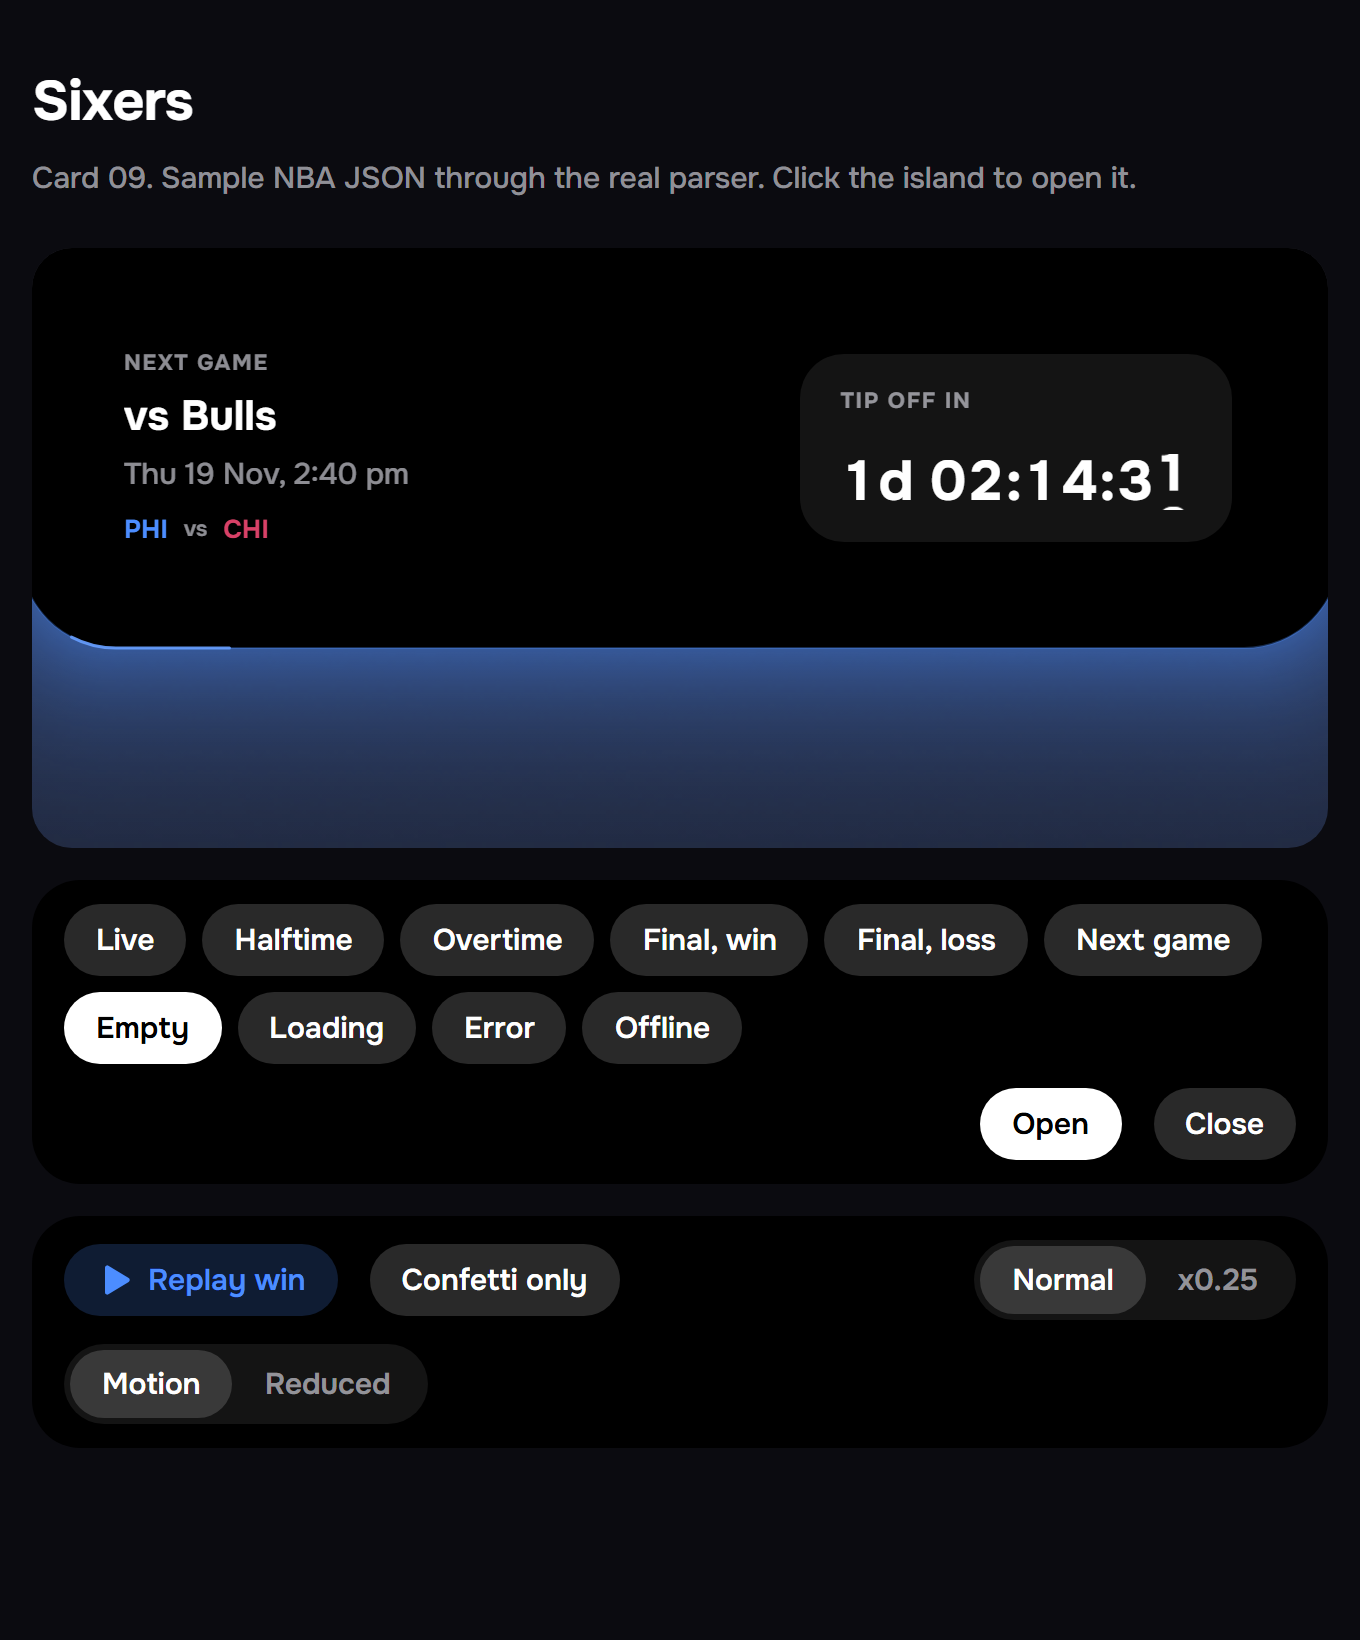 Sixers
Card 09. Sample NBA JSON through the real parser. Click the island to open it.
NEXT GAME
vs Bulls
Thu 19 Nov, 2:40 pm
PHI vs CHI
TIP OFF IN
1d 02:14:31
Live
Halftime
Overtime
Final, win
Final, loss
Next game
Empty
Loading
Error
Offline
Open
Close
Replay win
Confetti only
Normal
x0.25
Motion
Reduced